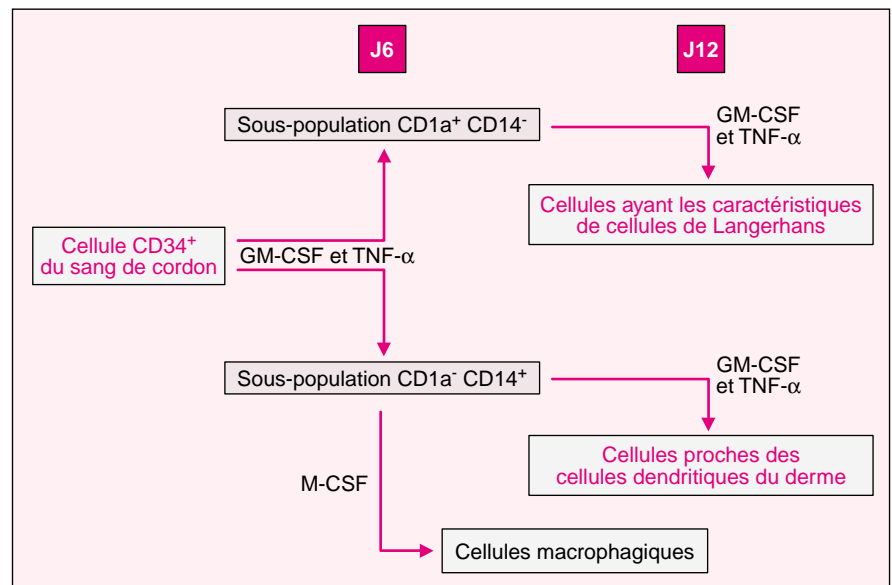 J6
J12
Sous-population CD1a⁺ CD14⁻
GM-CSF
et TNF-α
Cellules ayant les caractéristiques
de cellules de Langerhans
Cellule CD34⁺
du sang de cordon
GM-CSF et TNF-α
Sous-population CD1a⁻ CD14⁺
GM-CSF
et TNF-α
Cellules proches des
cellules dendritiques du derme
M-CSF
Cellules macrophagiques